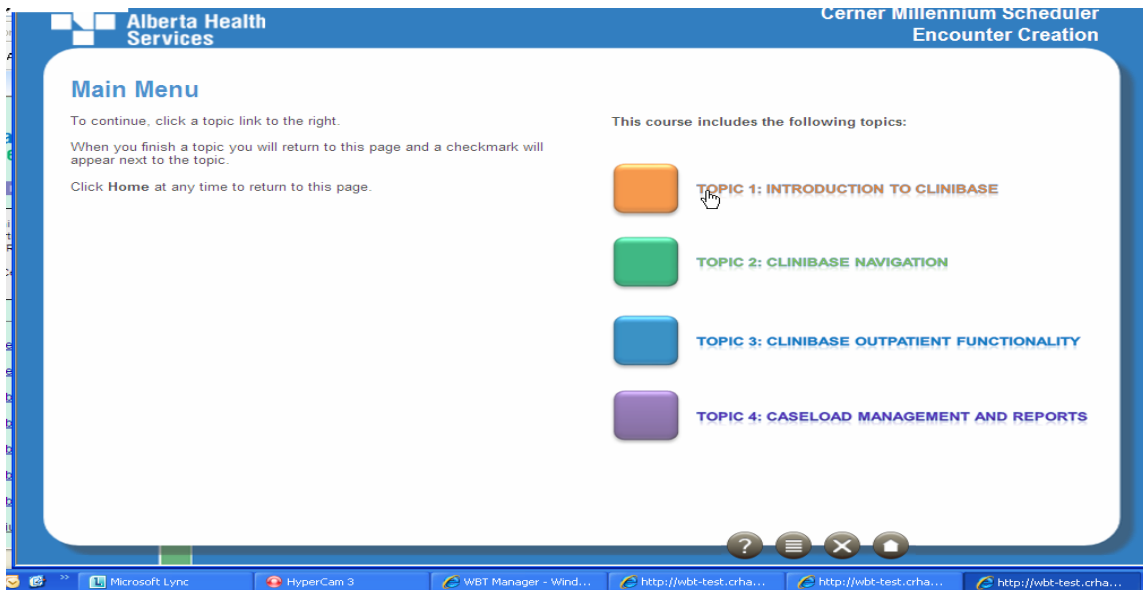 Alberta Health
Services
Cerner Millennium Scheduler
Encounter Creation
Main Menu
To continue, click a topic link to the right.
When you finish a topic you will return to this page and a checkmark will
appear next to the topic.
Click Home at any time to return to this page.
This course includes the following topics:
TOPIC 1: INTRODUCTION TO CLINIBASE
TOPIC 2: CLINIBASE NAVIGATION
TOPIC 3: CLINIBASE OUTPATIENT FUNCTIONALITY
TOPIC 4: CASELOAD MANAGEMENT AND REPORTS
?
» Microsoft Lync HyperCam 3 WBT Manager - Wind... http://wbt-test.crha... http://wbt-test.crha... http://wbt-test.crha...